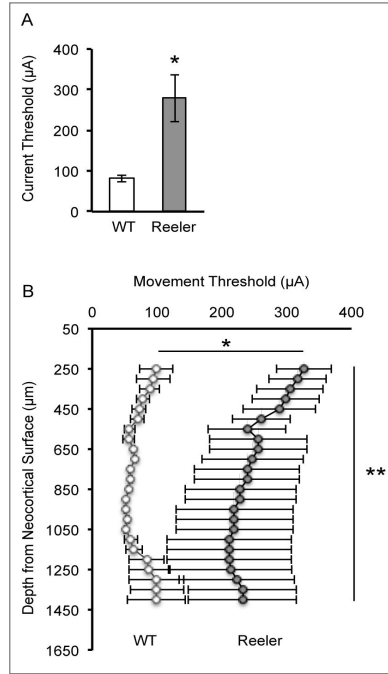 A
Current Threshold (µA)
400
300
200
100
0
*
WT Reeler
B
Movement Threshold (µA)
0 100 200 300 400
Depth from Neocortical Surface (µm)
50
250
450
650
850
1050
1250
1450
1650
*
**
WT Reeler